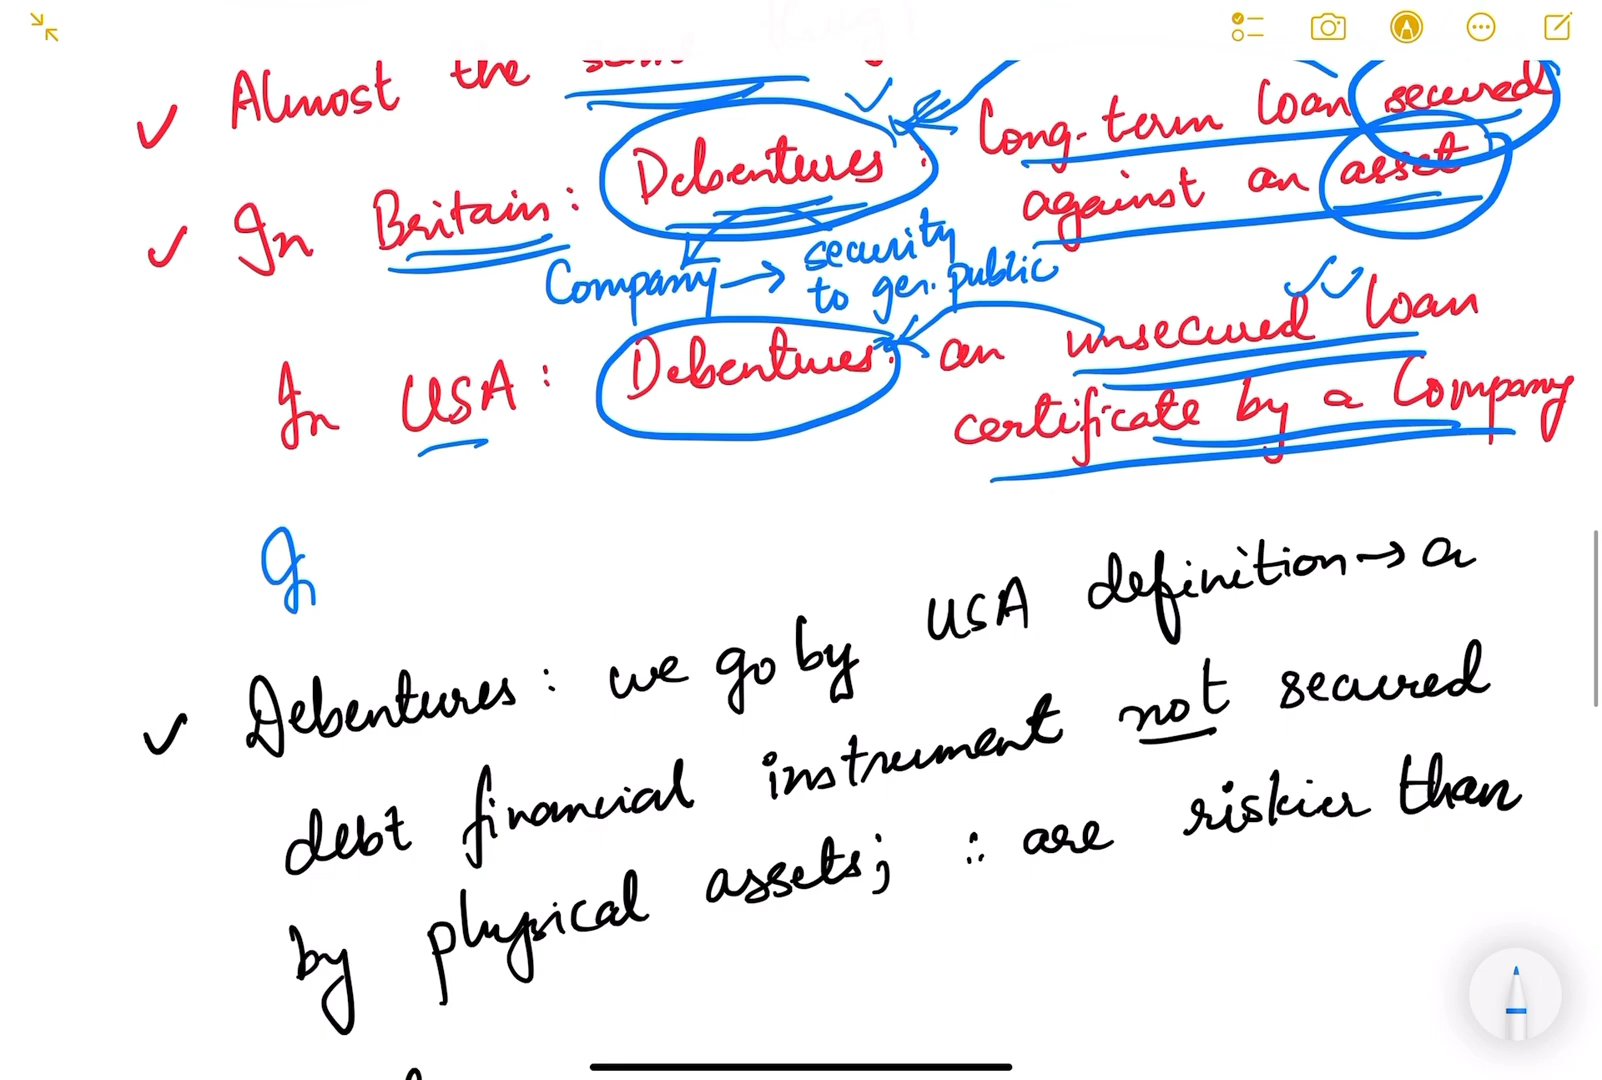 ✓ Almost the
Long-term loan secured
✓ In Britain: Debentures: against an asset
Company → security
to gen. public
In USA: Debentures: an unsecured loan
certificate by a Company
✓ Debentures: we go by USA definition → a
debt financial instrument not secured
by physical assets; ∴ are riskier than